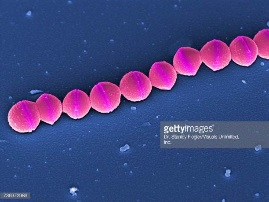 gettyimages®
Dr. Stanley Flegler/Visuals Unlimited,
Inc.